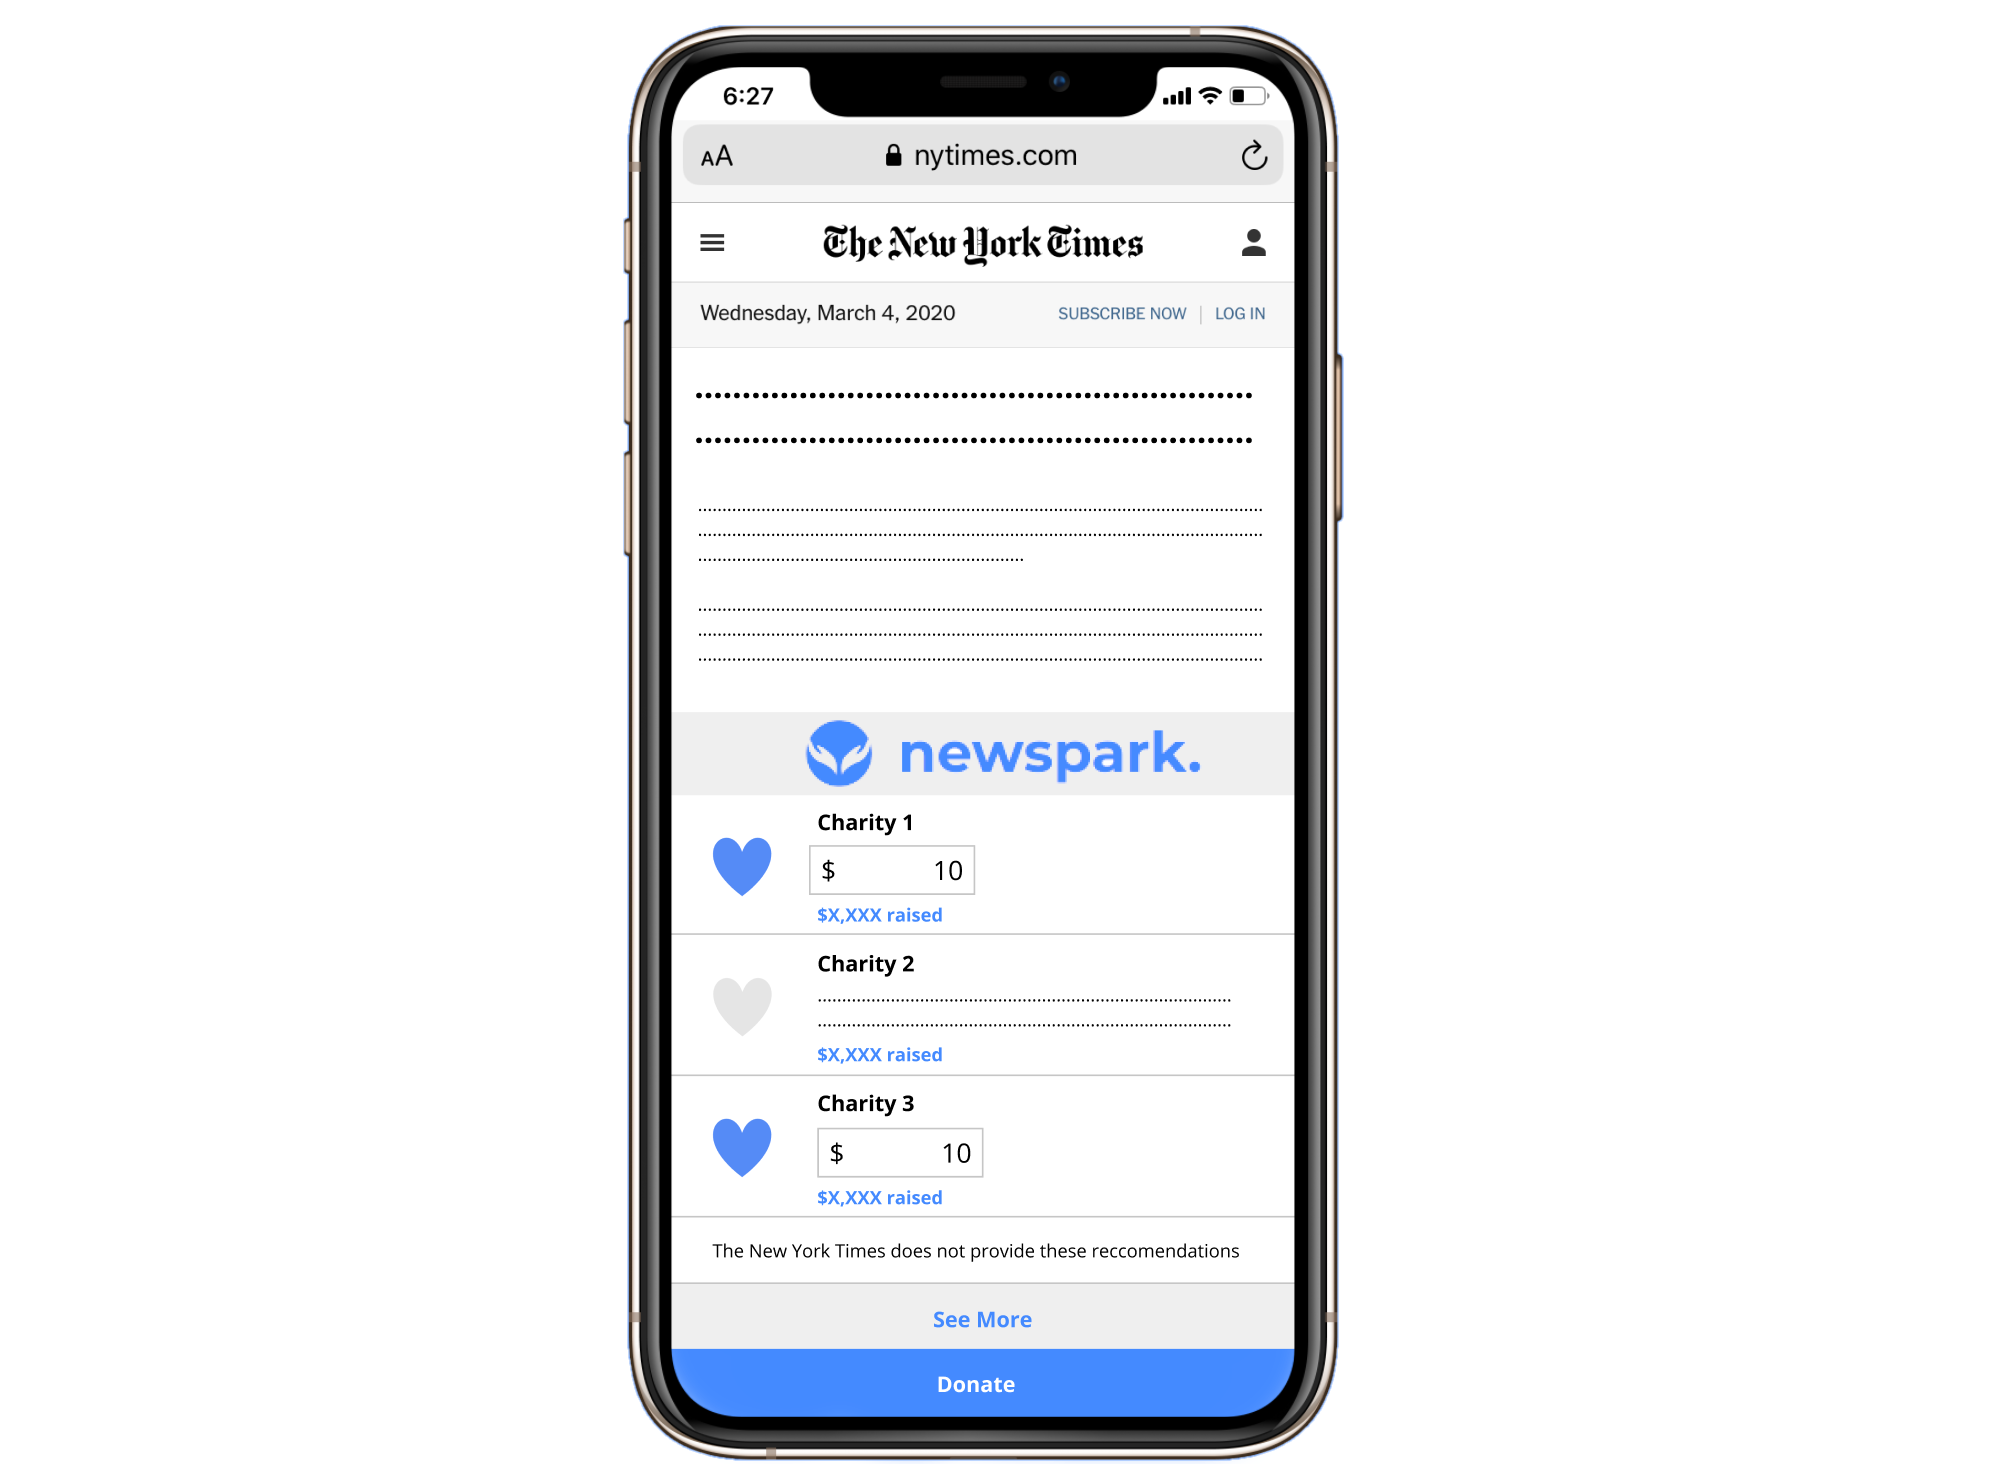 6:27
AA nytimes.com
The New York Times
Wednesday, March 4, 2020 SUBSCRIBE NOW | LOG IN
newspark.
Charity 1
$ 10
$X,XXX raised
Charity 2
$X,XXX raised
Charity 3
$ 10
$X,XXX raised
The New York Times does not provide these reccomendations
See More
Donate